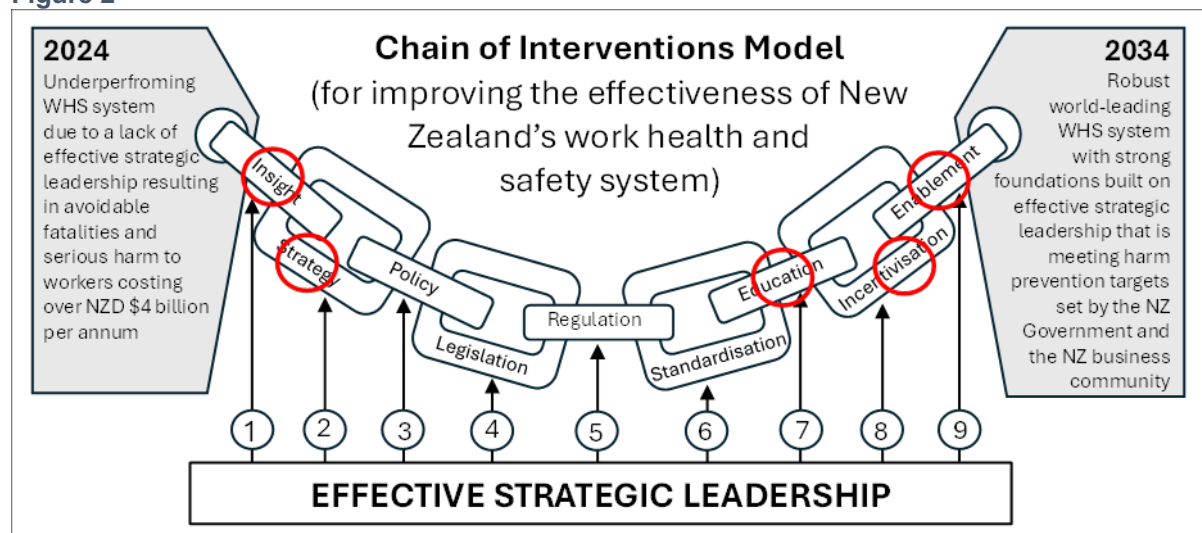 Figure 2
2024
Underperfroming
WHS system
due to a lack of
effective strategic
leadership resulting
in avoidable
fatalities and
serious harm to
workers costing
over NZD $4 billion
per annum
Chain of Interventions Model
(for improving the effectiveness of New
Zealand's work health and
safety system)
2034
Robust
world-leading
WHS system
with strong
foundations built on
effective strategic
leadership that is
meeting harm
prevention targets
set by the NZ
Government and
the NZ business
community
Insight
Strategy
Policy
Legislation
Regulation
Standardisation
Education
Incentivisation
Enablement
1 2 3 4 5 6 7 8 9
EFFECTIVE STRATEGIC LEADERSHIP